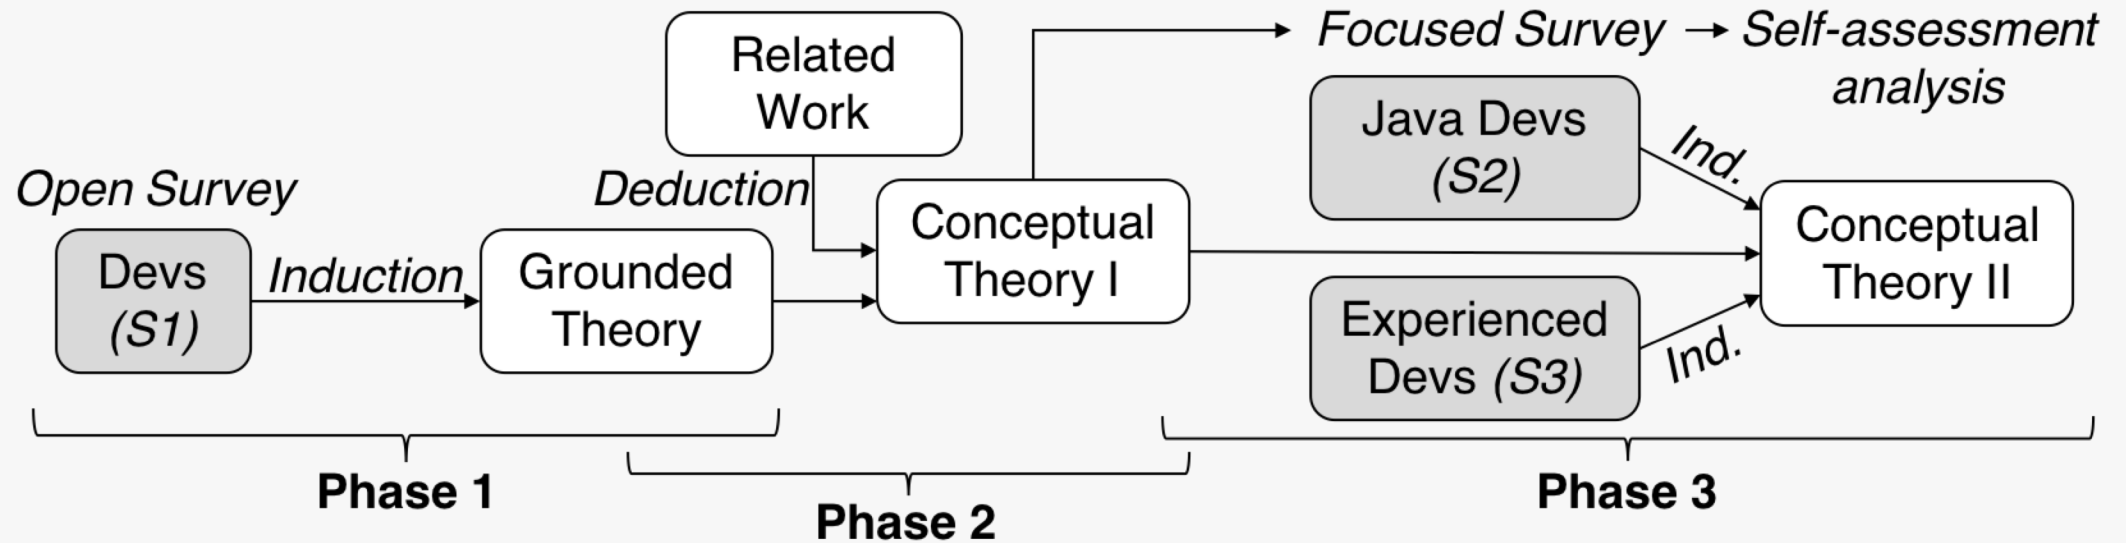 Open Survey
Devs
(S1)
Induction
Grounded
Theory
Related
Work
Deduction
Conceptual
Theory I
Focused Survey
Self-assessment
analysis
Java Devs
(S2)
Ind.
Experienced
Devs (S3)
Ind.
Conceptual
Theory II
Phase 1
Phase 2
Phase 3